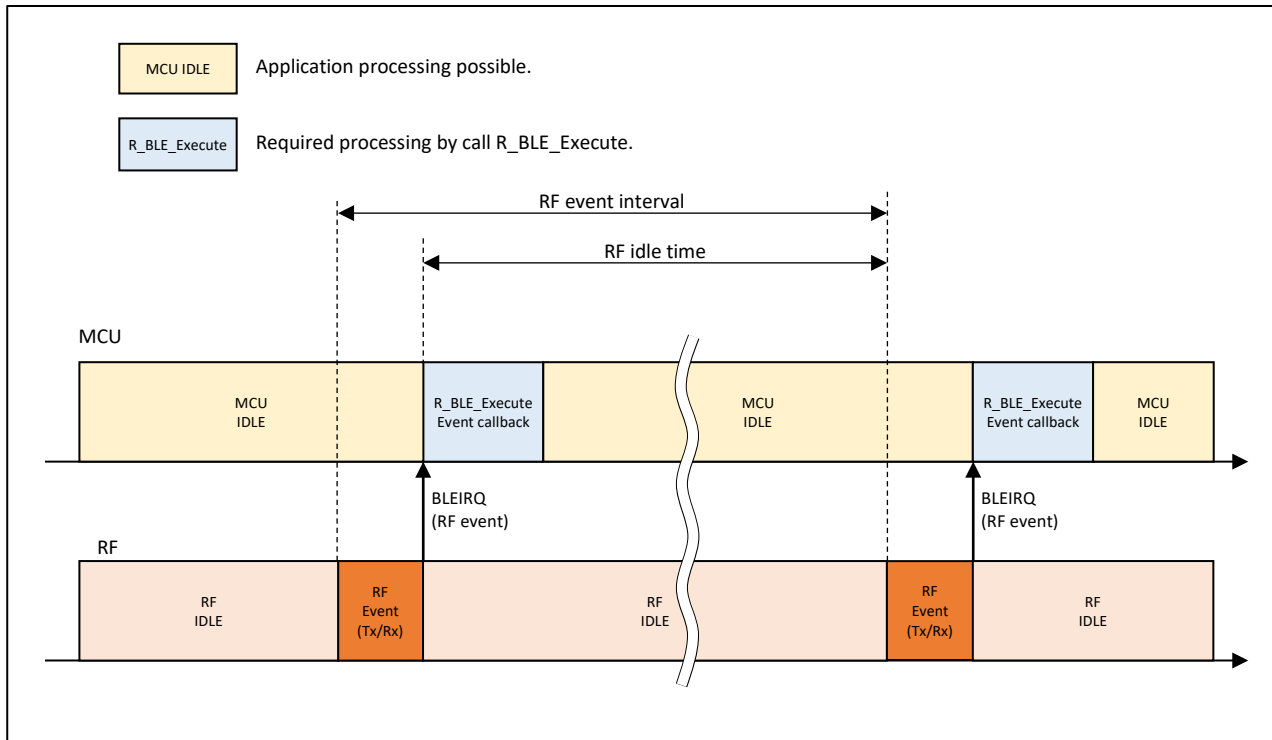 MCU IDLE
Application processing possible.
R_BLE_Execute
Required processing by call R_BLE_Execute.
RF event interval
RF idle time
MCU
MCU
IDLE
R_BLE_Execute
Event callback
MCU
IDLE
R_BLE_Execute
Event callback
MCU
IDLE
BLEIRQ
(RF event)
BLEIRQ
(RF event)
RF
RF
IDLE
RF
Event
(Tx/Rx)
RF
IDLE
RF
Event
(Tx/Rx)
RF
IDLE